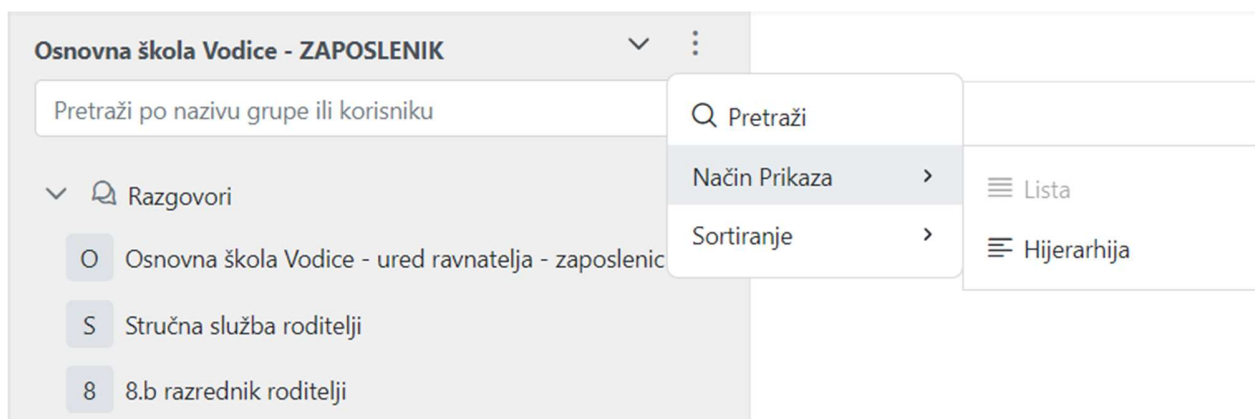 Osnovna škola Vodice - ZAPOSLENIK
Pretraži po nazivu grupe ili korisniku
Razgovori
O Osnovna škola Vodice - ured ravnatelja - zaposlenic
S Stručna služba roditelji
8 8.b razrednik roditelji
Pretraži
Način Prikaza
Sortiranje
Lista
Hijerarhija